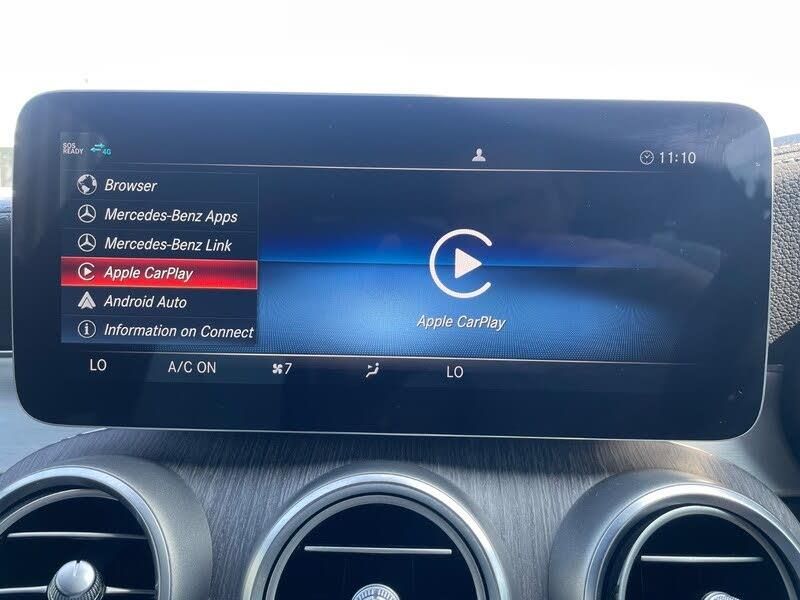 SOS
READY 4G
11:10
Browser
Mercedes-Benz Apps
Mercedes-Benz Link
Apple CarPlay
Android Auto
Information on Connect
Apple CarPlay
LO A/C ON 7 LO